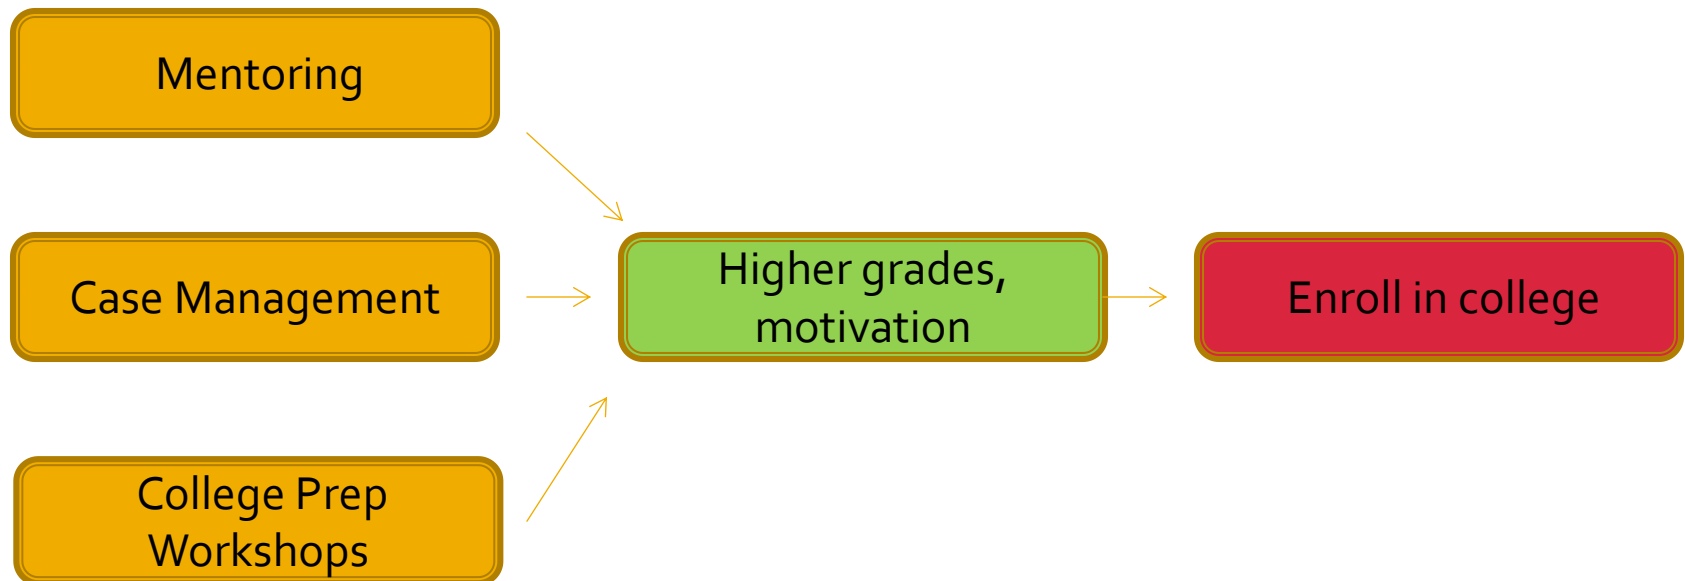 Mentoring
Case Management
College Prep
Workshops
Higher grades,
motivation
Enroll in college